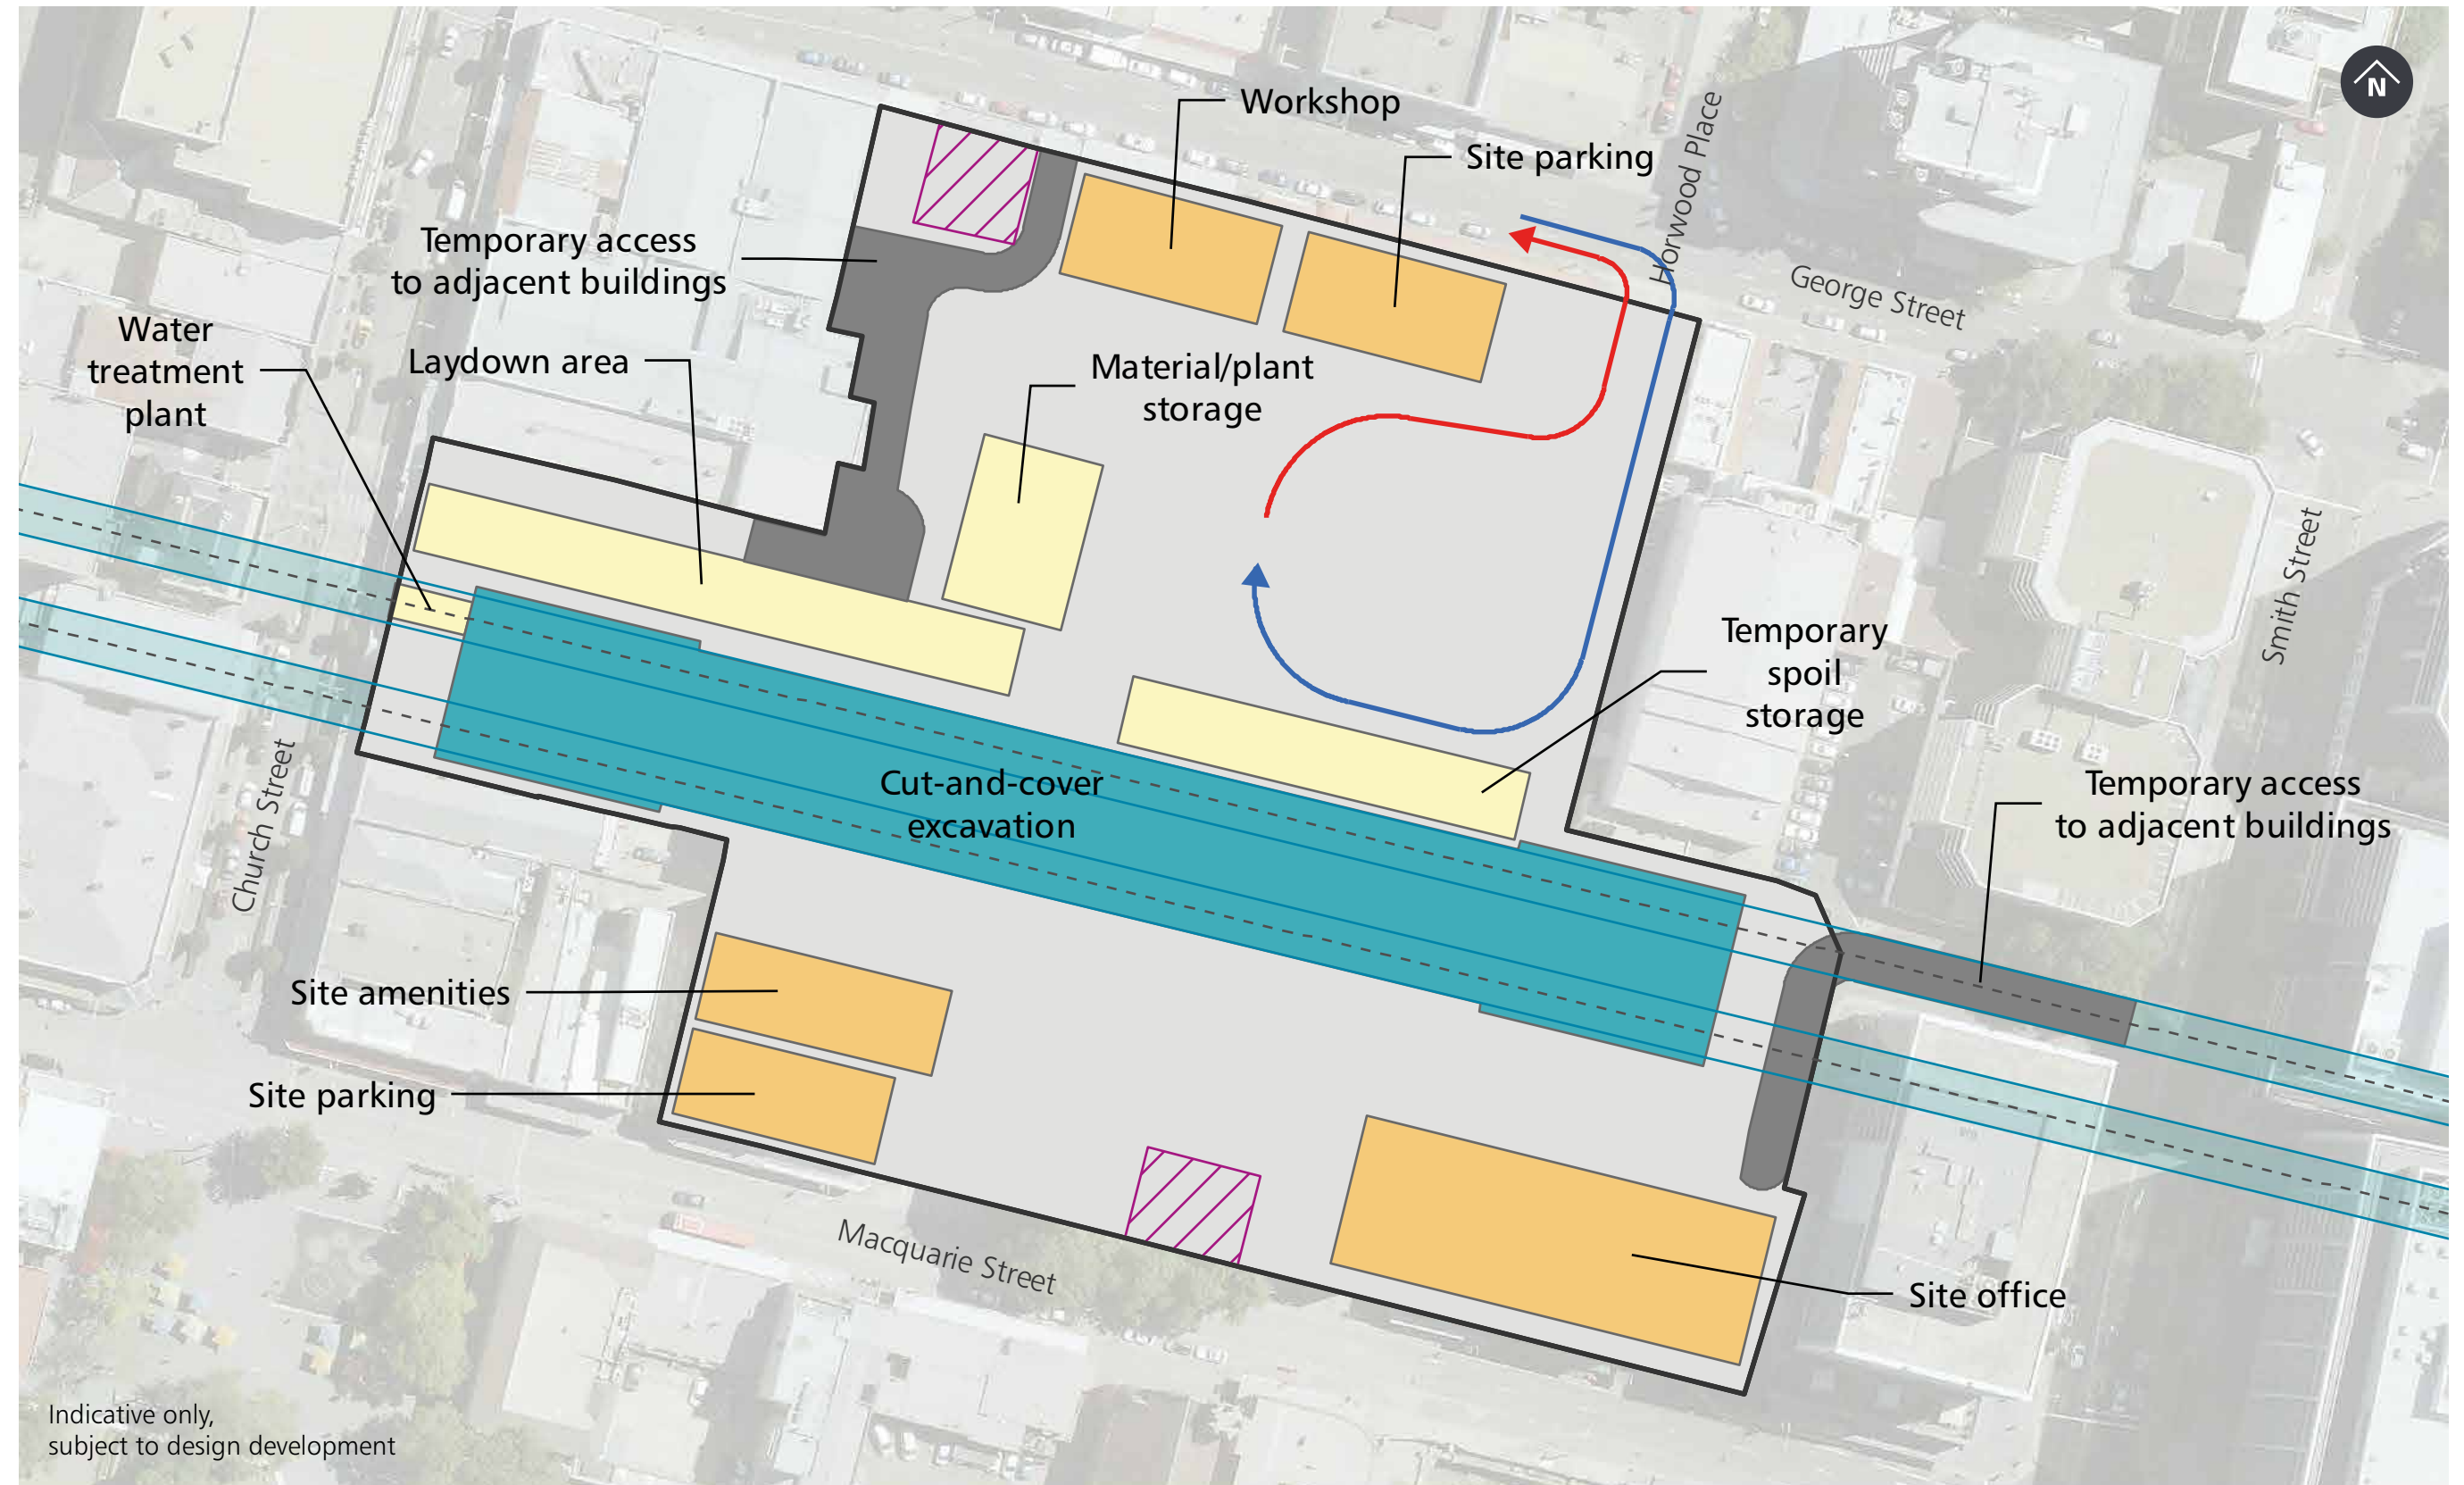 N
Workshop
Site parking
Horwood Place
George Street
Temporary access
to adjacent buildings
Water
treatment
plant
Laydown area
Material/plant
storage
Smith Street
Temporary
spoil
storage
Church Street
Cut-and-cover
excavation
Temporary access
to adjacent buildings
Site amenities
Site parking
Macquarie Street
Site office
Indicative only,
subject to design development